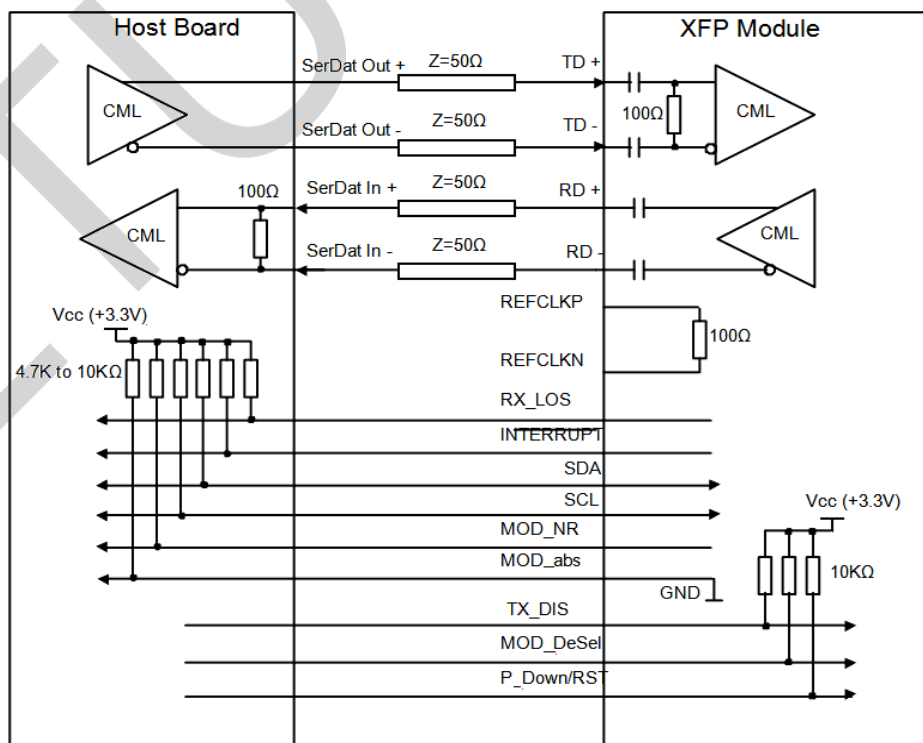 Host Board
XFP Module
SerDat Out +
Z=50Ω
TD +
CML
100Ω
CML
SerDat Out -
Z=50Ω
TD -
SerDat In +
Z=50Ω
RD +
100Ω
CML
CML
SerDat In -
Z=50Ω
RD -
REFCLKP
Vcc (+3.3V)
100Ω
REFCLKN
4.7K to 10KΩ
RX_LOS
INTERRUPT
SDA
SCL
Vcc (+3.3V)
MOD_NR
MOD_abs
10KΩ
GND
TX_DIS
MOD_DeSel
P_Down/RST